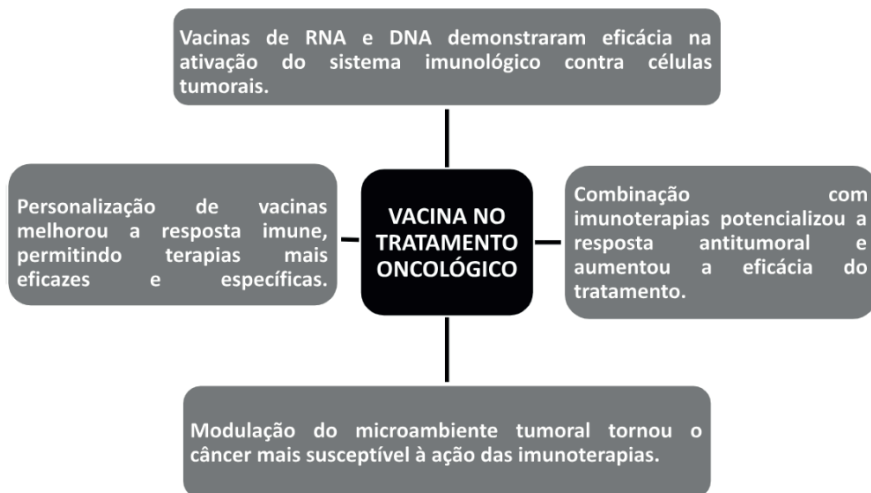 Vacinas de RNA e DNA demonstraram eficácia na
ativação do sistema imunológico contra células
tumorais.
Personalização de vacinas
melhorou a resposta imune,
permitindo terapias mais
eficazes e específicas.
VACINA NO
TRATAMENTO
ONCOLÓGICO
Combinação com
imunoterapias potencializou a
resposta antitumoral e
aumentou a eficácia do
tratamento.
Modulação do microambiente tumoral tornou o
câncer mais susceptível à ação das imunoterapias.